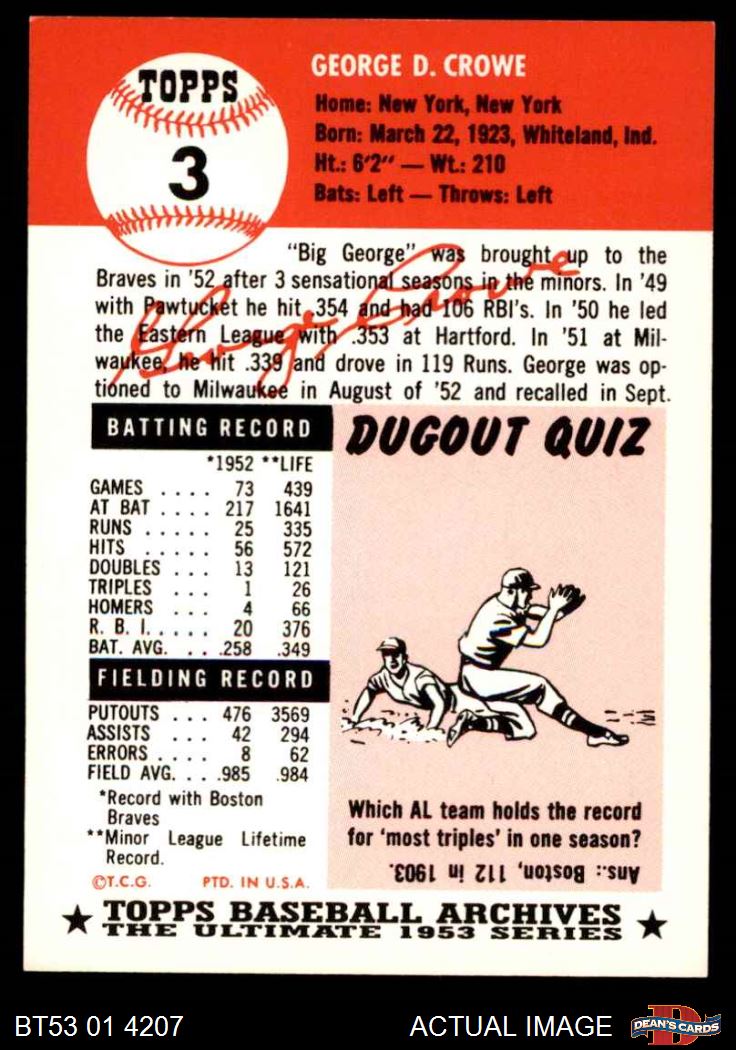 TOPPS
3
GEORGE D. CROWE
Home: New York, New York
Born: March 22, 1923, Whiteland, Ind.
Ht.: 6'2" — Wt.: 210
Bats: Left — Throws: Left
"Big George" was brought up to the
Braves in '52 after 3 sensational seasons in the minors. In '49
with Pawtucket he hit .354 and had 106 RBI's. In '50 he led
the Eastern League with .353 at Hartford. In '51 at Mil-
waukee, he hit .339 and drove in 119 Runs. George was op-
tioned to Milwaukee in August of '52 and recalled in Sept.
George Crowe
BATTING RECORD
*1952 **LIFE
GAMES .... 73 439
AT BAT .... 217 1641
RUNS ..... 25 335
HITS ..... 56 572
DOUBLES ... 13 121
TRIPLES ... 1 26
HOMERS ... 4 66
R. B. I. .... 20 376
BAT. AVG. ... .258 .349
FIELDING RECORD
PUTOUTS ... 476 3569
ASSISTS ... 42 294
ERRORS .... 8 62
FIELD AVG. ... .985 .984
*Record with Boston
Braves
**Minor League Lifetime
Record.
©T.C.G. PTD. IN U.S.A.
DUGOUT QUIZ
Which AL team holds the record
for 'most triples' in one season?
Ans.: Boston, 112 in 1903.
★ TOPPS BASEBALL ARCHIVES ★
THE ULTIMATE 1953 SERIES
BT53 01 4207
ACTUAL IMAGE
DEAN'S CARDS